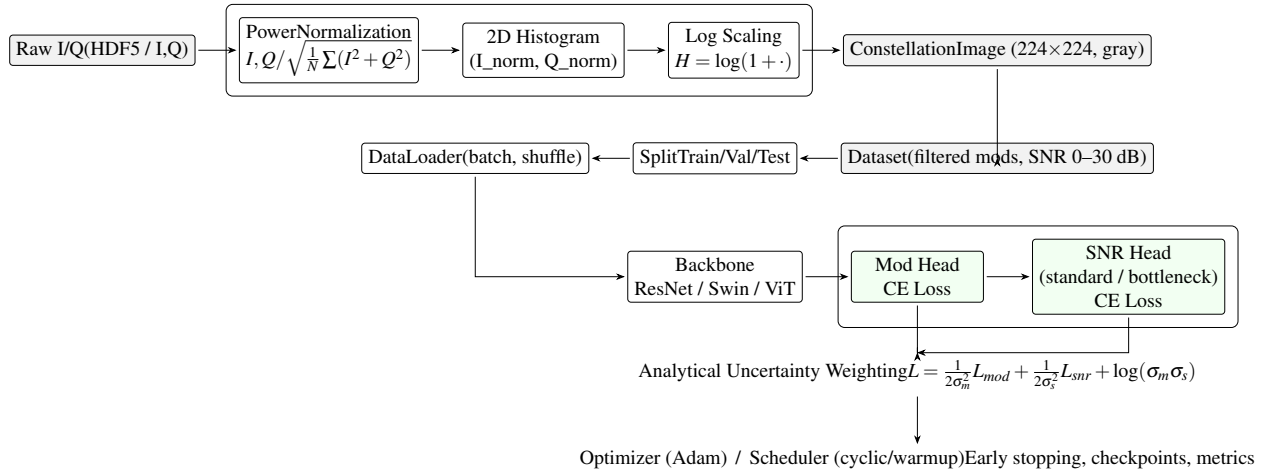 Raw I/Q(HDF5 / I,Q)
PowerNormalization
I, Q/√(1/N ∑(I² + Q²))
2D Histogram
(I_norm, Q_norm)
Log Scaling
H = log(1 + ·)
ConstellationImage (224×224, gray)
DataLoader(batch, shuffle)
SplitTrain/Val/Test
Dataset(filtered mods, SNR 0–30 dB)
Backbone
ResNet / Swin / ViT
Mod Head
CE Loss
SNR Head
(standard / bottleneck)
CE Loss
Analytical Uncertainty WeightingL = 1/(2σ_m²) L_mod + 1/(2σ_s²) L_snr + log(σ_m σ_s)
Optimizer (Adam) / Scheduler (cyclic/warmup)Early stopping, checkpoints, metrics